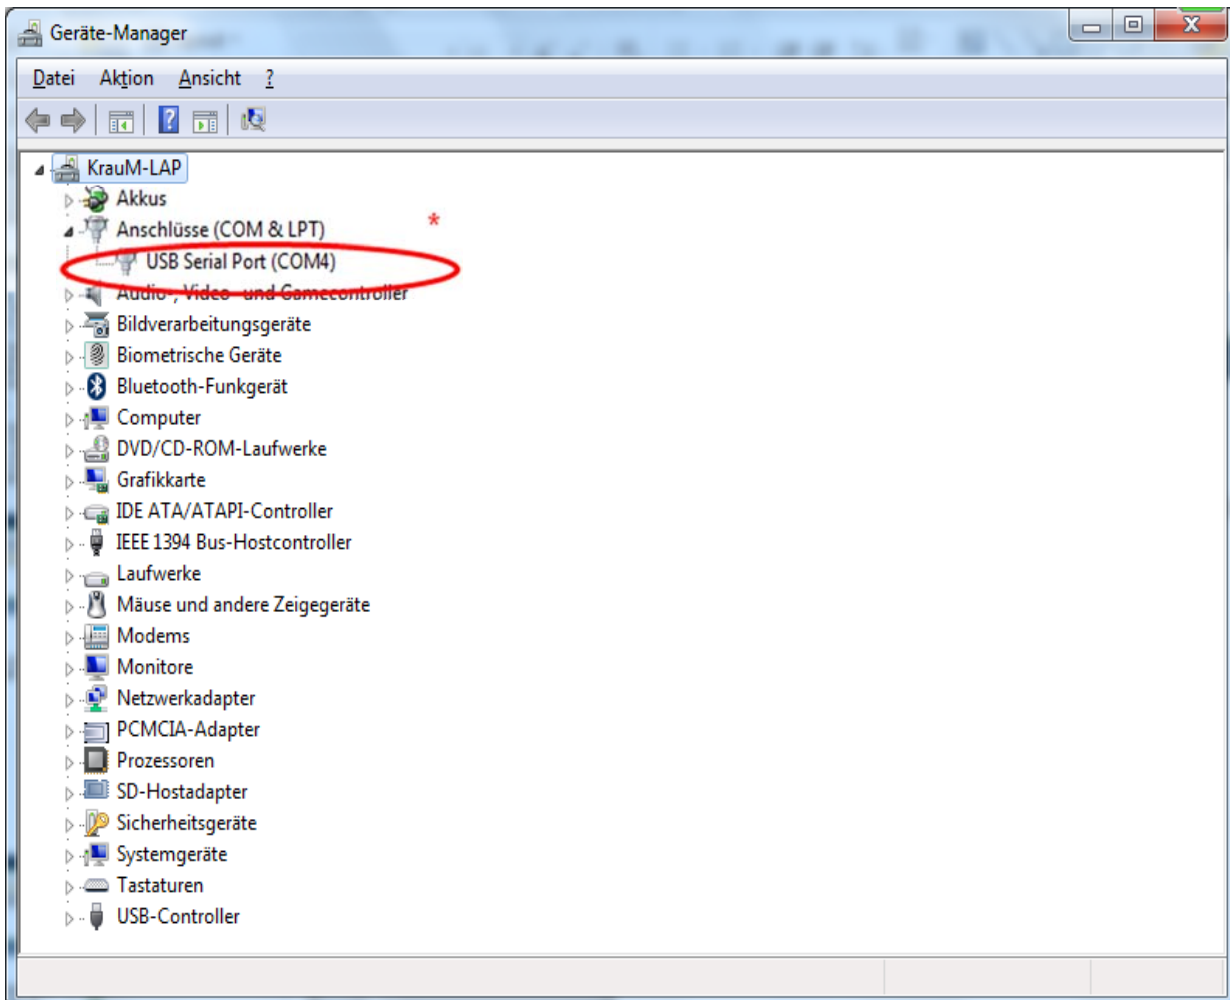 Geräte-Manager
Datei Aktion Ansicht ?
KrauM-LAP
Akkus
Anschlüsse (COM & LPT) *
USB Serial Port (COM4)
Audio-, Video- und Gamecontroller
Bildverarbeitungsgeräte
Biometrische Geräte
Bluetooth-Funkgerät
Computer
DVD/CD-ROM-Laufwerke
Grafikkarte
IDE ATA/ATAPI-Controller
IEEE 1394 Bus-Hostcontroller
Laufwerke
Mäuse und andere Zeigegeräte
Modems
Monitore
Netzwerkadapter
PCMCIA-Adapter
Prozessoren
SD-Hostadapter
Sicherheitsgeräte
Systemgeräte
Tastaturen
USB-Controller